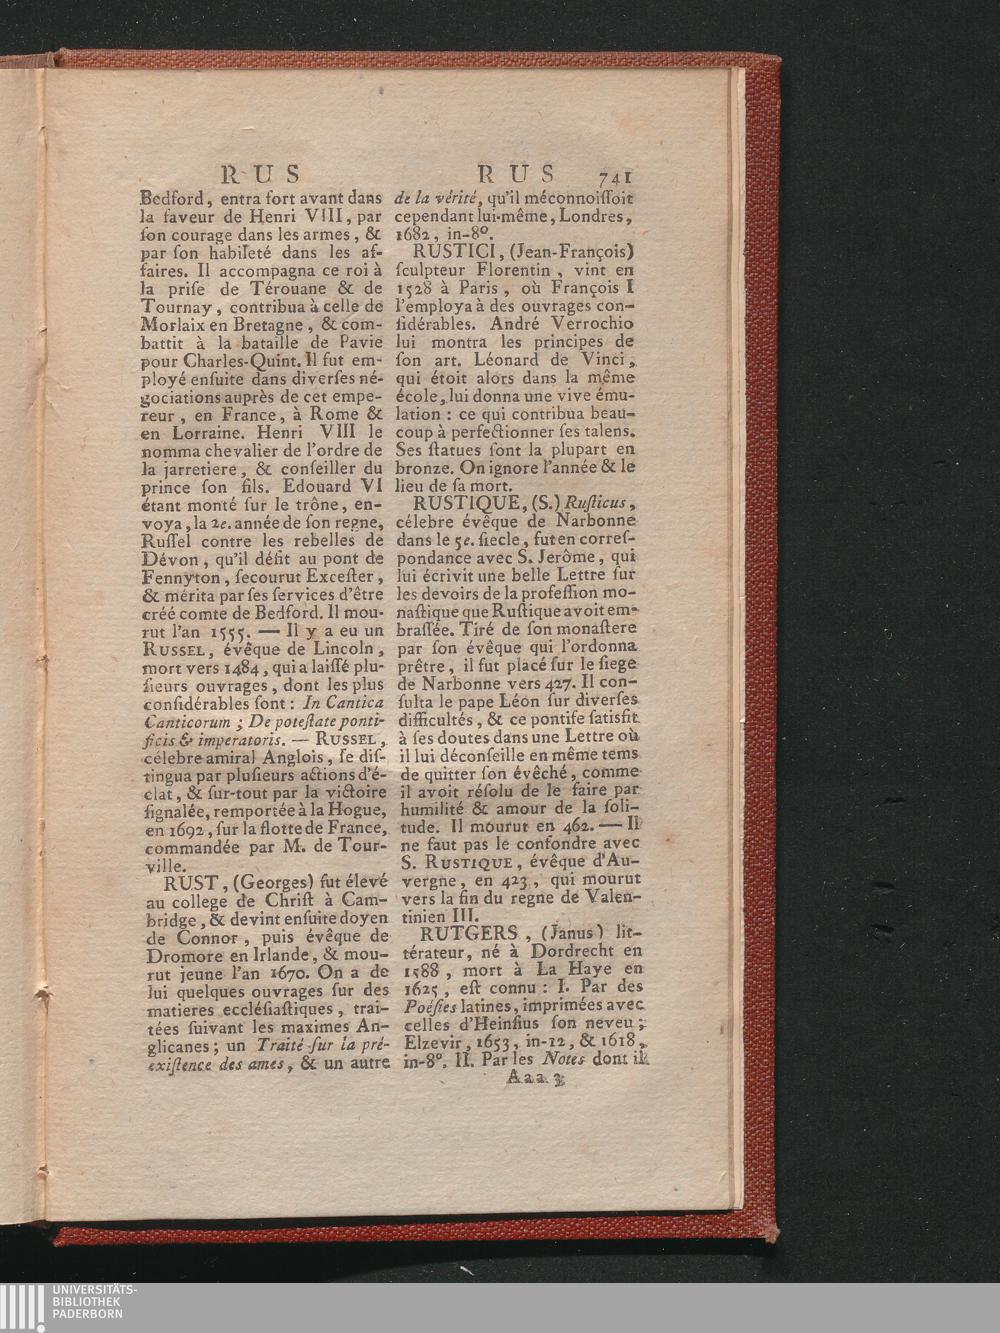 RUS
Bedford, entra fort avant dans
la faveur de Henri VIII, par
ſon courage dans les armes, &
par ſon habileté dans les af-
faires. Il accompagna ce roi à
la priſe de Térouane & de
Tournay, contribua à celle de
Morlaix en Bretagne, & com-
battit à la bataille de Pavie
pour Charles-Quint. Il fut em-
ployé enſuite dans diverſes né-
gociations auprès de cet empe-
reur, en France, à Rome &
en Lorraine. Henri VIII le
nomma chevalier de l'ordre de
la jarretiere, & conſeiller du
prince ſon fils. Edouard VI
étant monté ſur le trône, en-
voya, la 2e. année de ſon regne,
Ruſſel contre les rebelles de
Dévon, qu'il défit au pont de
Fennyton, ſecourut Exceſter,
& mérita par ſes ſervices d'être
créé comte de Bedford. Il mou-
rut l'an 1555. — Il y a eu un
RUSSEL, évêque de Lincoln,
mort vers 1484, qui a laiſſé plu-
ſieurs ouvrages, dont les plus
conſidérables ſont : In Cantica
Canticorum ; De poteſtate ponti-
ficis & imperatoris. — RUSSEL,
célebre amiral Anglois, ſe diſ-
tingua par pluſieurs actions d'é-
clat, & ſur-tout par la victoire
ſignalée, remportée à la Hogue,
en 1692, ſur la flotte de France,
commandée par M. de Tour-
ville.
RUST, (Georges) fut élevé
au college de Chriſt à Cam-
bridge, & devint enſuite doyen
de Connor, puis évêque de
Dromore en Irlande, & mou-
rut jeune l'an 1670. On a de
lui quelques ouvrages ſur des
matieres eccléſiaſtiques, trai-
tées ſuivant les maximes An-
glicanes ; un Traité ſur la pré-
exiſtence des ames, & un autre
RUS 741
de la vérité, qu'il méconnoiſſoit
cependant lui-même, Londres,
1682, in-8°.
RUSTICI, (Jean-François)
ſculpteur Florentin, vint en
1528 à Paris, où François I
l'employa à des ouvrages con-
ſidérables. André Verrochio
lui montra les principes de
ſon art. Léonard de Vinci,
qui étoit alors dans la même
école, lui donna une vive ému-
lation : ce qui contribua beau-
coup à perfectionner ſes talens.
Ses ſtatues ſont la plupart en
bronze. On ignore l'année & le
lieu de ſa mort.
RUSTIQUE, (S.) Ruſticus,
célebre évêque de Narbonne
dans le 5e. ſiecle, fut en correſ-
pondance avec S. Jerôme, qui
lui écrivit une belle Lettre ſur
les devoirs de la profeſſion mo-
naſtique que Ruſtique avoit em-
braſſée. Tiré de ſon monaſtere
par ſon évêque qui l'ordonna
prêtre, il fut placé ſur le ſiege
de Narbonne vers 427. Il con-
ſulta le pape Léon ſur diverſes
difficultés, & ce pontife ſatisfit
à ſes doutes dans une Lettre où
il lui déconſeille en même tems
de quitter ſon évêché, comme
il avoit réſolu de le faire par
humilité & amour de la ſoli-
tude. Il mourut en 462. — Il
ne faut pas le confondre avec
S. RUSTIQUE, évêque d'Au-
vergne, en 423, qui mourut
vers la fin du regne de Valen-
tinien III.
RUTGERS, (Janus) lit-
térateur, né à Dordrecht en
1588, mort à La Haye en
1625, eſt connu : I. Par des
Poéſies latines, imprimées avec
celles d'Heinſius ſon neveu ;
Elzevir, 1653, in-12, & 1618,
in-8°. II. Par les Notes dont il
Aaa 3
UNIVERSITÄTS-
BIBLIOTHEK
PADERBORN